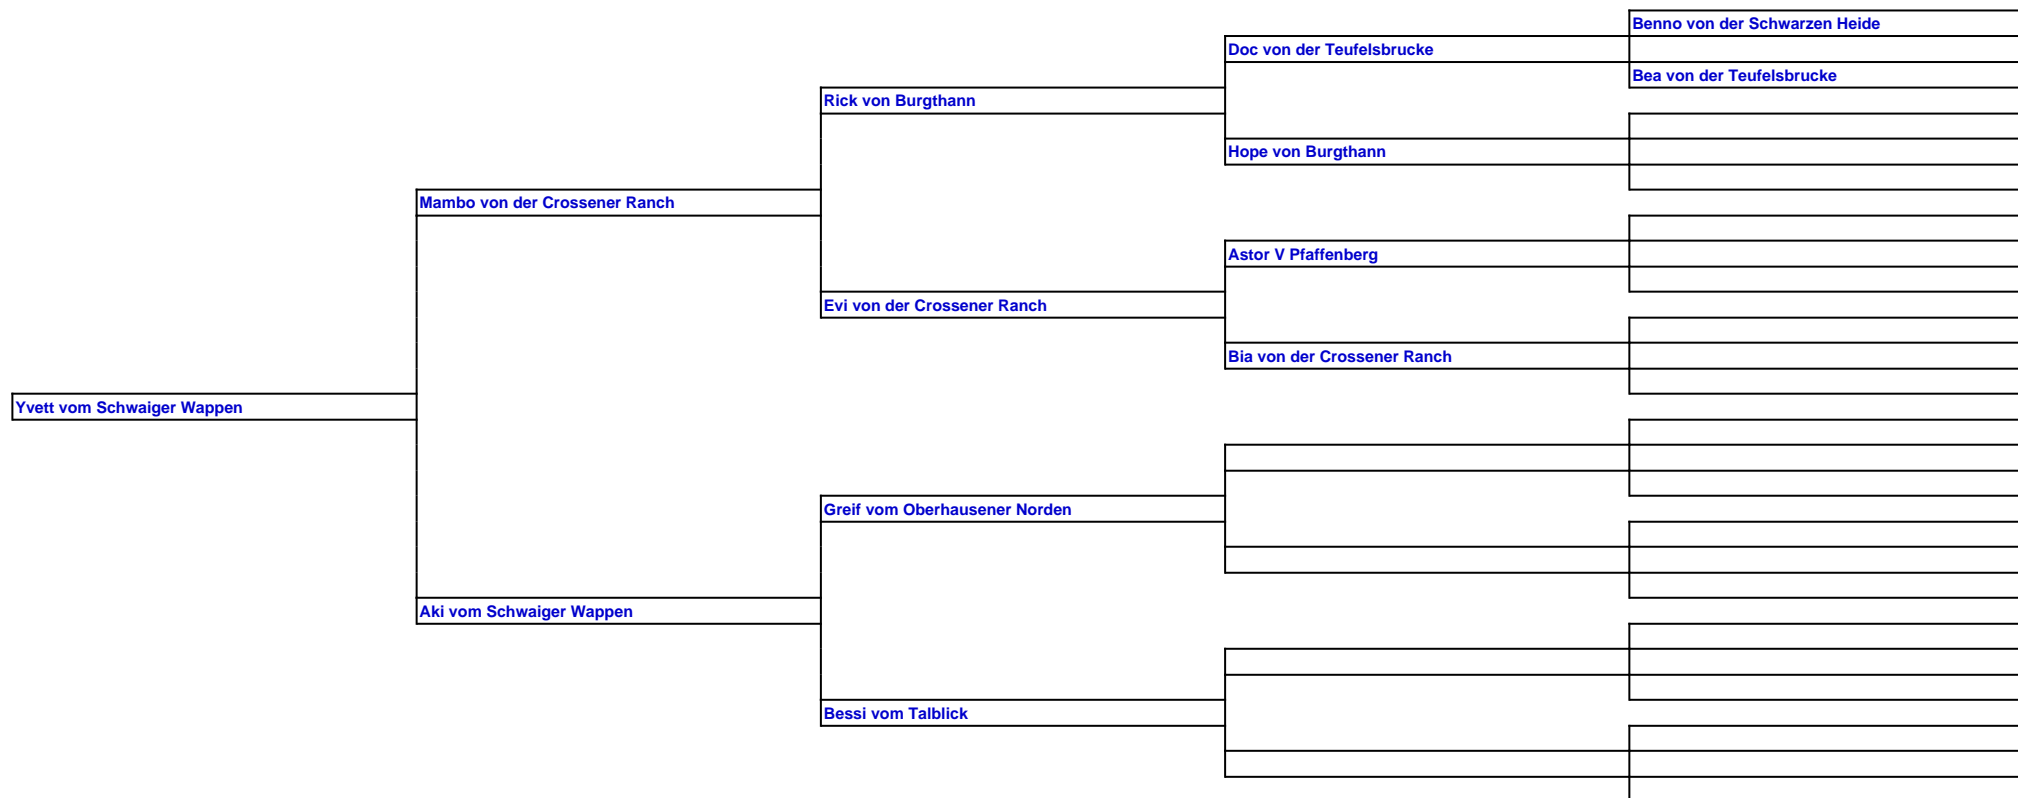 Benno von der Schwarzen Heide
Doc von der Teufelsbrucke
Bea von der Teufelsbrucke
Rick von Burgthann
Hope von Burgthann
Mambo von der Crossener Ranch
Astor V Pfaffenberg
Evi von der Crossener Ranch
Bia von der Crossener Ranch
Yvett vom Schwaiger Wappen
Greif vom Oberhausener Norden
Aki vom Schwaiger Wappen
Bessi vom Talblick